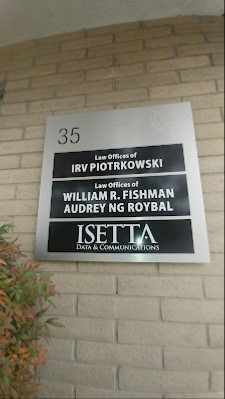 35
Law Offices of
IRV PIOTRKOWSKI
Law Offices of
WILLIAM R. FISHMAN
AUDREY NG ROYBAL
ISETTA
DATA & COMMUNICATIONS